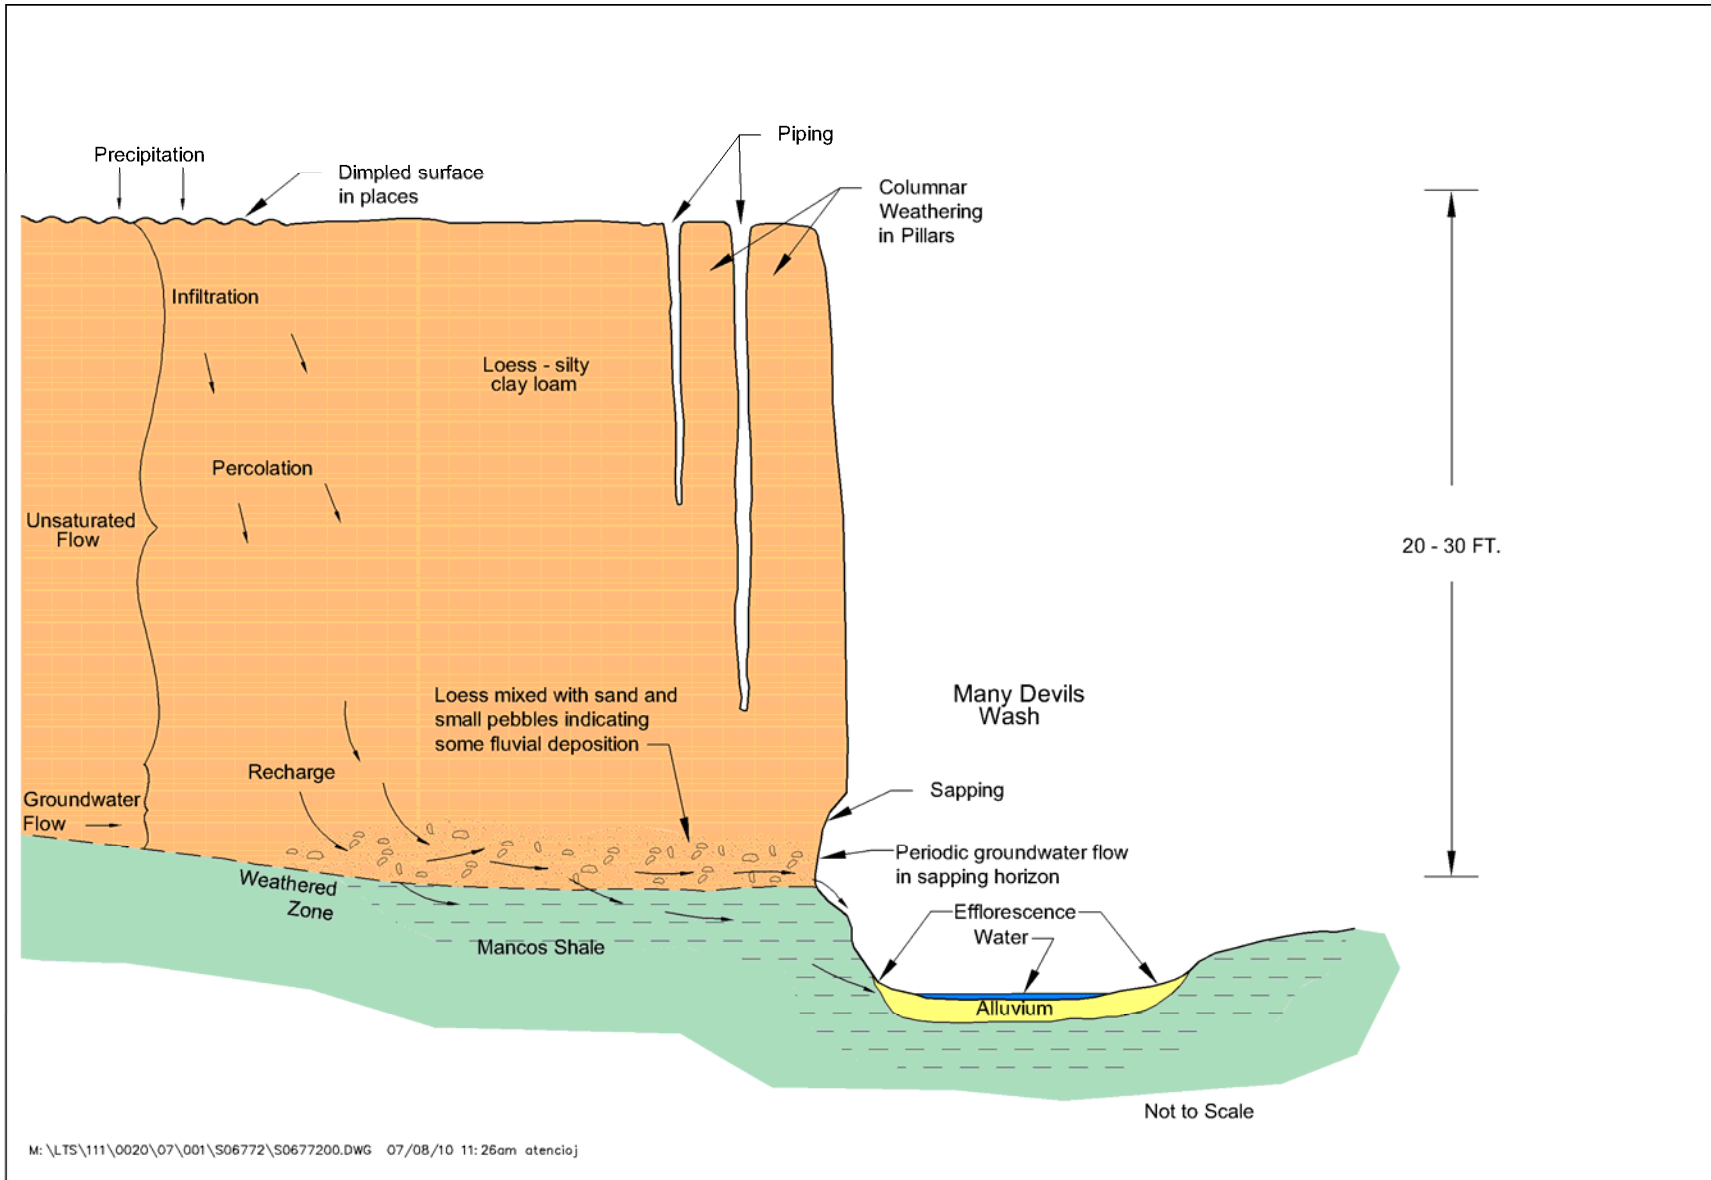 Piping
Precipitation
Dimpled surface
in places
Columnar
Weathering
in Pillars
Infiltration
Loess - silty
clay loam
Percolation
Unsaturated
Flow
20 - 30 FT.
Loess mixed with sand and
small pebbles indicating
some fluvial deposition
Many Devils
Wash
Recharge
Sapping
Groundwater
Flow
Periodic groundwater flow
in sapping horizon
Weathered
Zone
Efflorescence
Water
Mancos Shale
Alluvium
Not to Scale
M:\LTS\111\0020\07\001\S06772\S0677200.DWG 07/08/10 11:26am atencioj